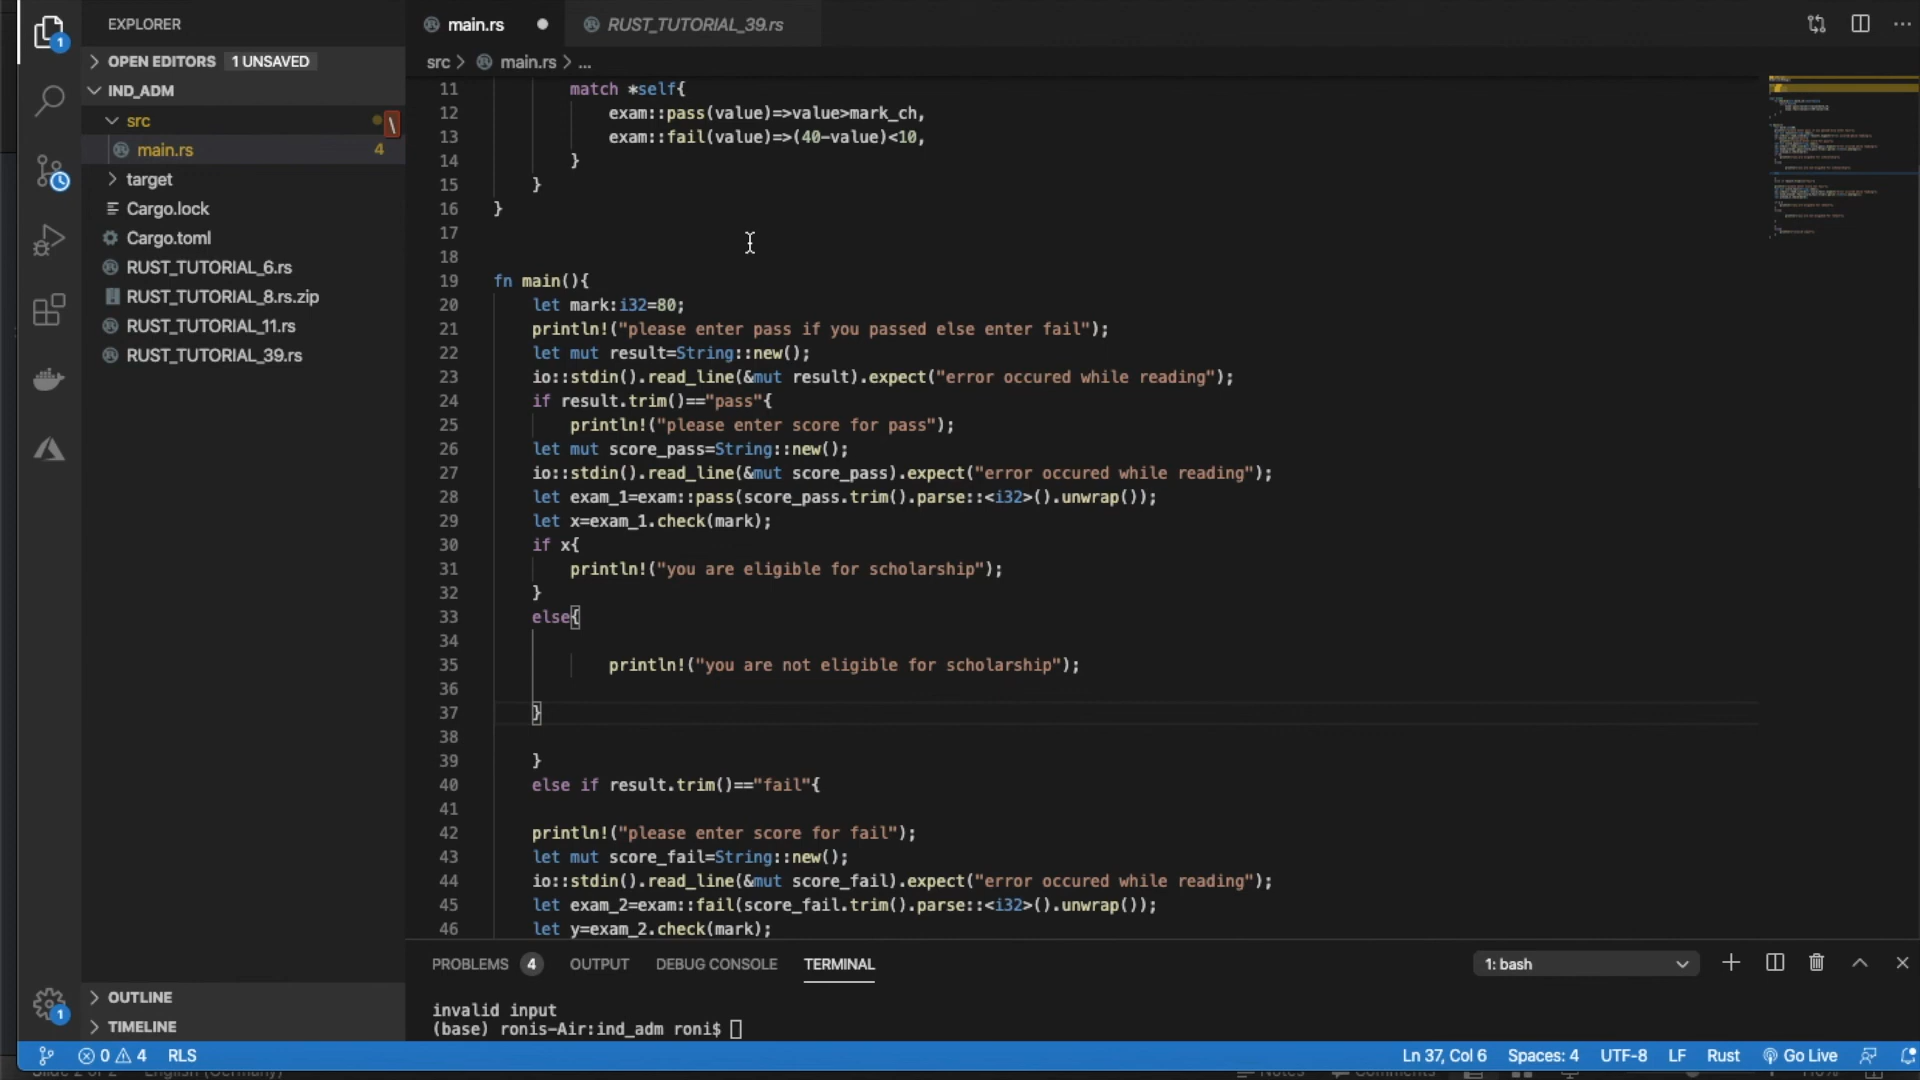 EXPLORER
main.rs
RUST_TUTORIAL_39.rs
OPEN EDITORS 1 UNSAVED
src > main.rs > ...
IND_ADM
src
main.rs 4
target
Cargo.lock
Cargo.toml
RUST_TUTORIAL_6.rs
RUST_TUTORIAL_8.rs.zip
RUST_TUTORIAL_11.rs
RUST_TUTORIAL_39.rs
OUTLINE
TIMELINE
11 match *self{
12 exam::pass(value)=>value>mark_ch,
13 exam::fail(value)=>(40-value)<10,
14 }
15 }
16 }
17
18
19 fn main(){
20 let mark:i32=80;
21 println!("please enter pass if you passed else enter fail");
22 let mut result=String::new();
23 io::stdin().read_line(&mut result).expect("error occured while reading");
24 if result.trim()=="pass"{
25 println!("please enter score for pass");
26 let mut score_pass=String::new();
27 io::stdin().read_line(&mut score_pass).expect("error occured while reading");
28 let exam_1=exam::pass(score_pass.trim().parse::<i32>().unwrap());
29 let x=exam_1.check(mark);
30 if x{
31 println!("you are eligible for scholarship");
32 }
33 else{
34
35 println!("you are not eligible for scholarship");
36
37 }
38
39 }
40 else if result.trim()=="fail"{
41
42 println!("please enter score for fail");
43 let mut score_fail=String::new();
44 io::stdin().read_line(&mut score_fail).expect("error occured while reading");
45 let exam_2=exam::fail(score_fail.trim().parse::<i32>().unwrap());
46 let y=exam_2.check(mark);
PROBLEMS 4 OUTPUT DEBUG CONSOLE TERMINAL 1: bash
invalid input
(base) ronis-Air:ind_adm roni$
0 4 RLS Ln 37, Col 6 Spaces: 4 UTF-8 LF Rust Go Live